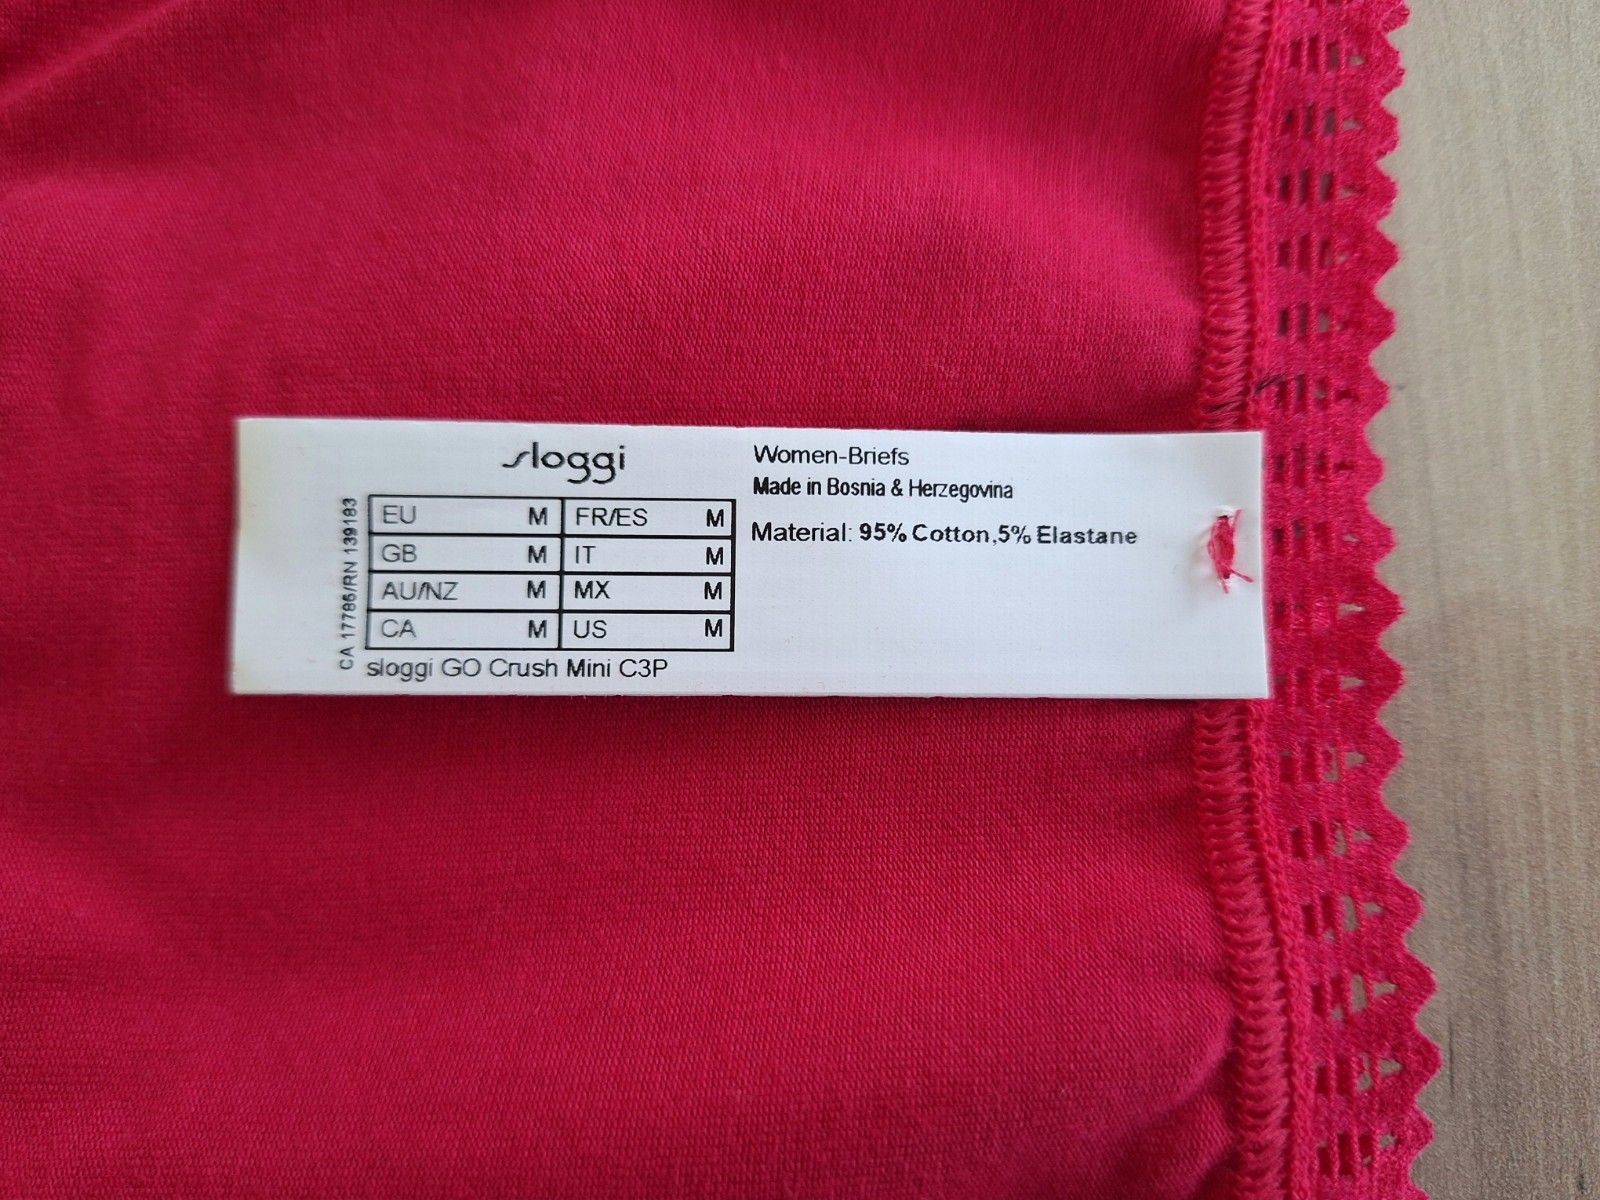 sloggi
EU M FR/ES M
GB M IT M
AU/NZ M MX M
CA M US M
sloggi GO Crush Mini C3P
CA 17786/RN 139183
Women-Briefs
Made in Bosnia & Herzegovina
Material: 95% Cotton,5% Elastane